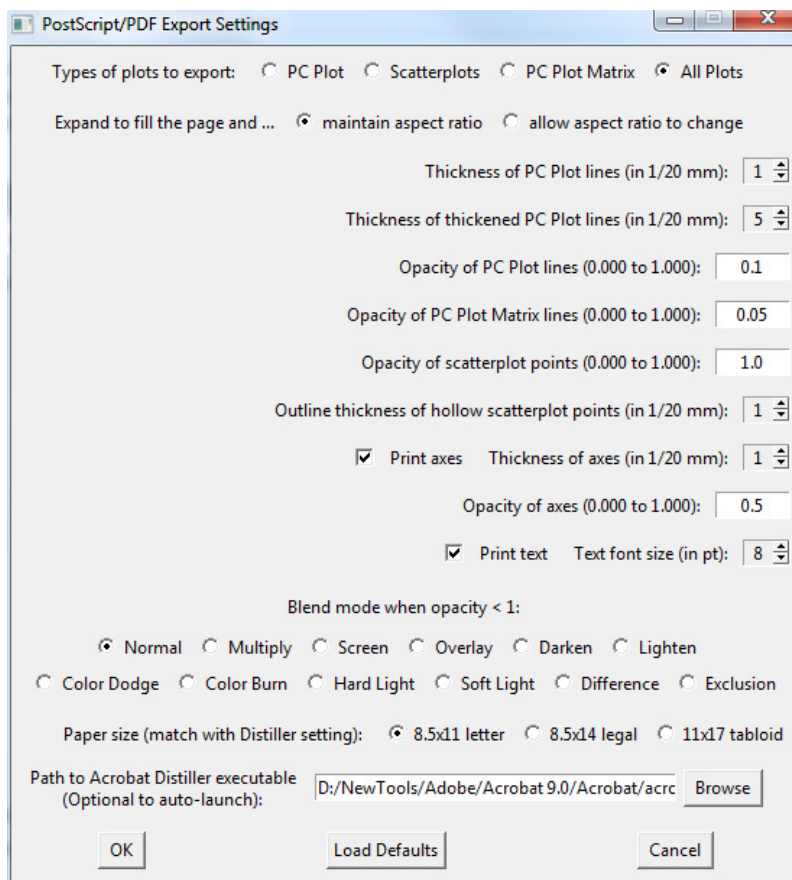 PostScript/PDF Export Settings
Types of plots to export: PC Plot Scatterplots PC Plot Matrix All Plots
Expand to fill the page and ... maintain aspect ratio allow aspect ratio to change
Thickness of PC Plot lines (in 1/20 mm): 1
Thickness of thickened PC Plot lines (in 1/20 mm): 5
Opacity of PC Plot lines (0.000 to 1.000): 0.1
Opacity of PC Plot Matrix lines (0.000 to 1.000): 0.05
Opacity of scatterplot points (0.000 to 1.000): 1.0
Outline thickness of hollow scatterplot points (in 1/20 mm): 1
Print axes Thickness of axes (in 1/20 mm): 1
Opacity of axes (0.000 to 1.000): 0.5
Print text Text font size (in pt): 8
Blend mode when opacity < 1:
Normal Multiply Screen Overlay Darken Lighten
Color Dodge Color Burn Hard Light Soft Light Difference Exclusion
Paper size (match with Distiller setting): 8.5x11 letter 8.5x14 legal 11x17 tabloid
Path to Acrobat Distiller executable
(Optional to auto-launch): D:/NewTools/Adobe/Acrobat 9.0/Acrobat/acrc Browse
OK Load Defaults Cancel